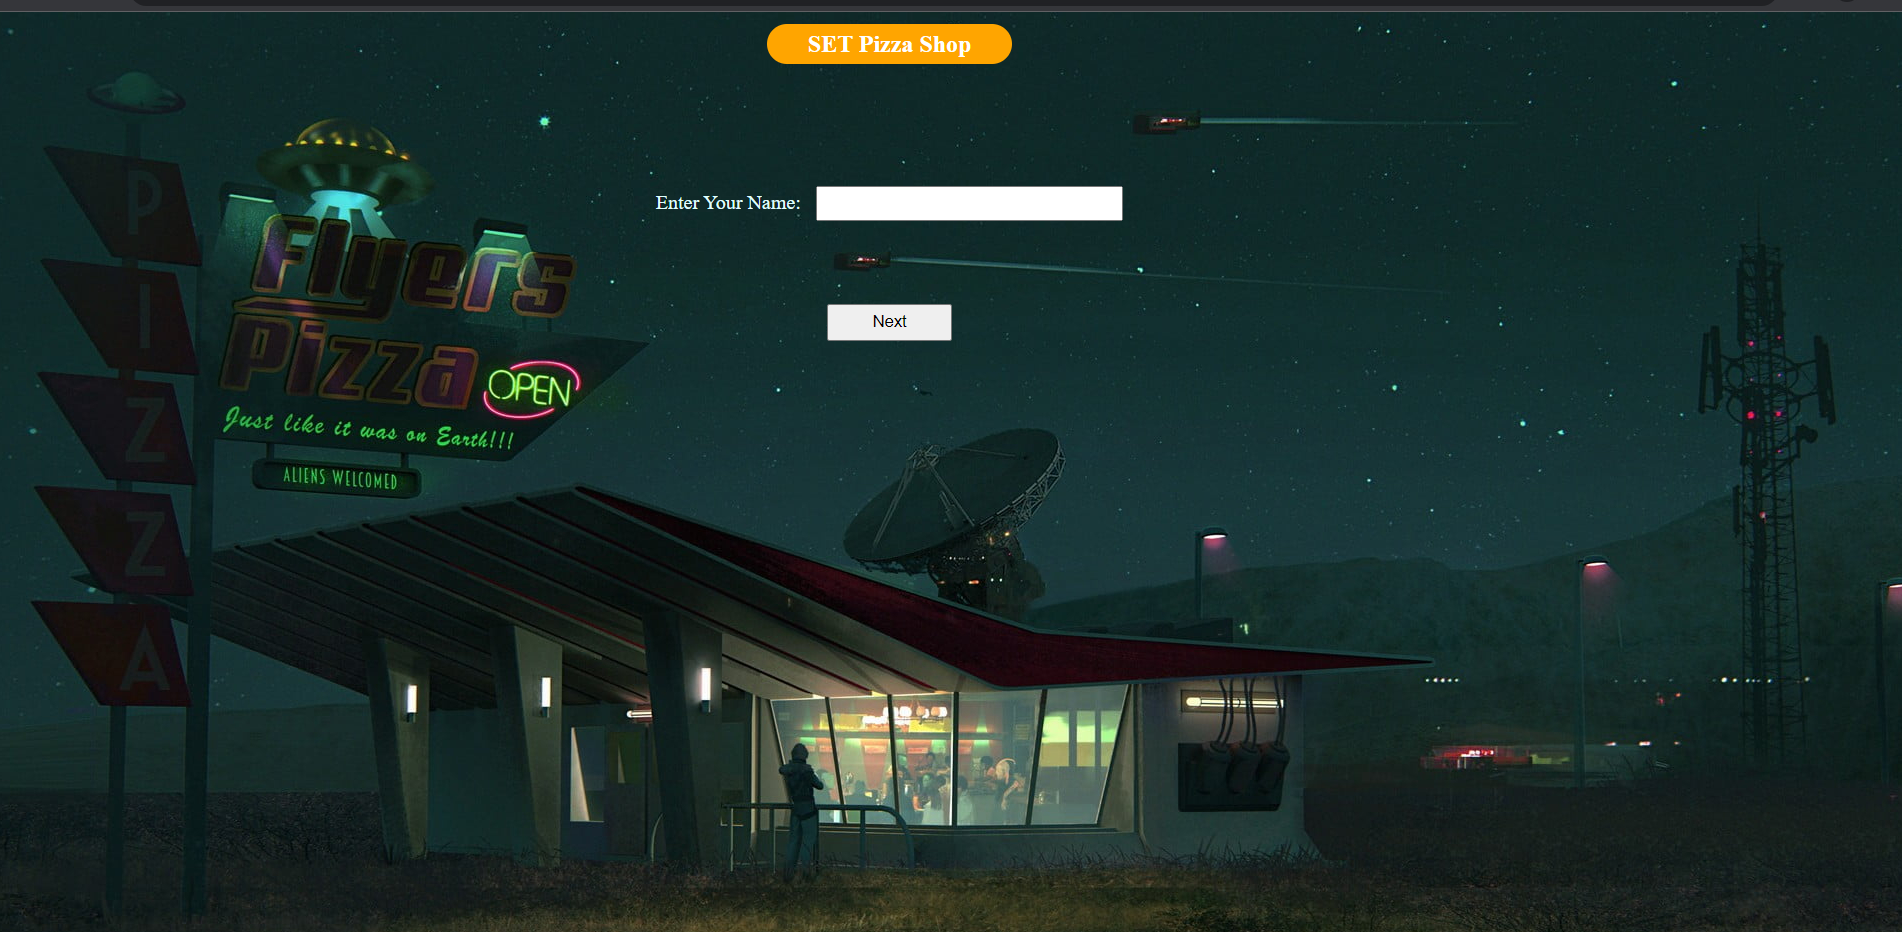 SET Pizza Shop
Enter Your Name:
Next
PIZZA
Flyers
Pizza
OPEN
Just like it was on Earth!!!
ALIENS WELCOMED